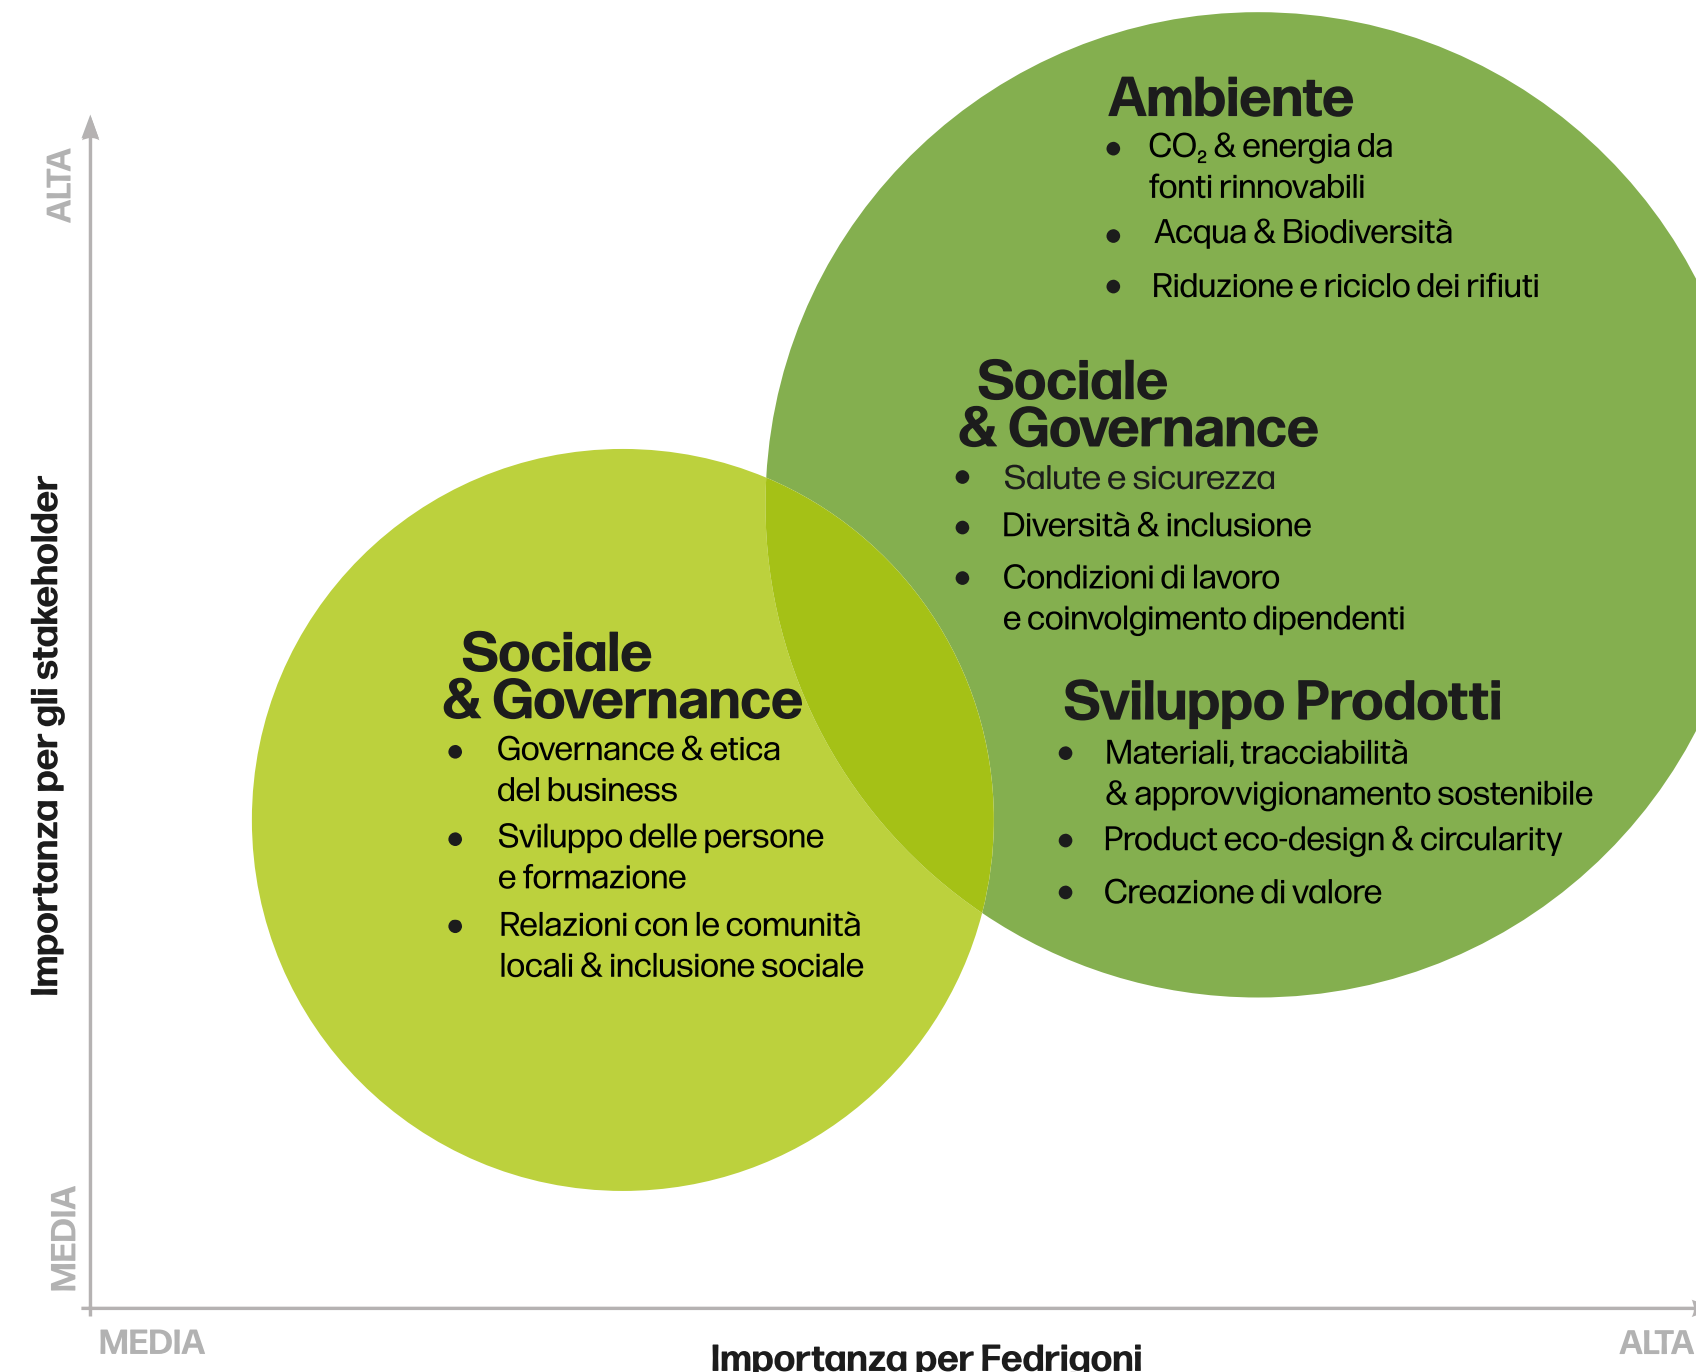 Ambiente
CO₂ & energia da
fonti rinnovabili
Acqua & Biodiversità
Riduzione e riciclo dei rifiuti
Sociale
& Governance
Salute e sicurezza
Diversità & inclusione
Condizioni di lavoro
e coinvolgimento dipendenti
Sviluppo Prodotti
Materiali, tracciabilità
& approvvigionamento sostenibile
Product eco-design & circularity
Creazione di valore
Sociale
& Governance
Governance & etica
del business
Sviluppo delle persone
e formazione
Relazioni con le comunità
locali & inclusione sociale
ALTA
Importanza per gli stakeholder
MEDIA
MEDIA
Importanza per Fedrigoni
ALTA